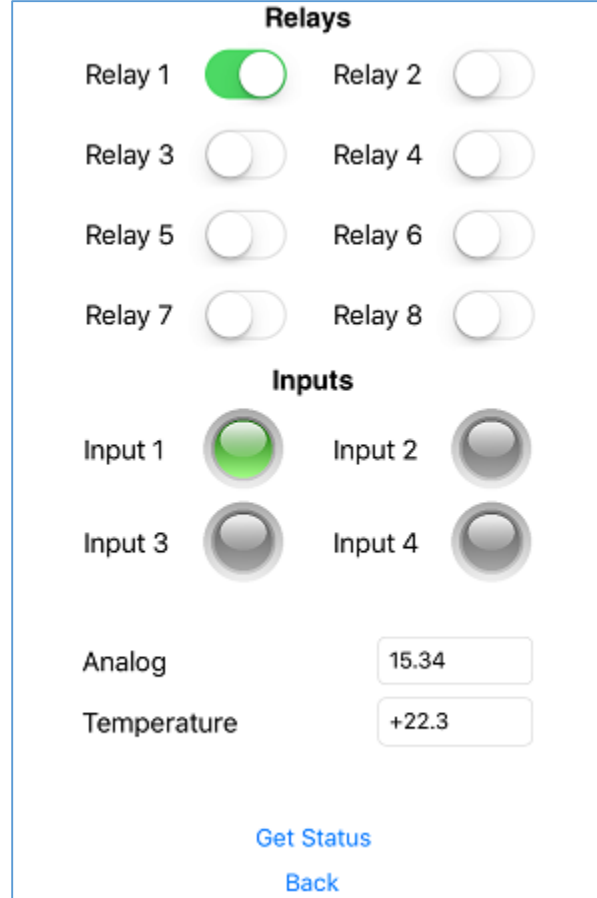 Relays
Relay 1 Relay 2
Relay 3 Relay 4
Relay 5 Relay 6
Relay 7 Relay 8
Inputs
Input 1 Input 2
Input 3 Input 4
Analog 15.34
Temperature +22.3
Get Status
Back